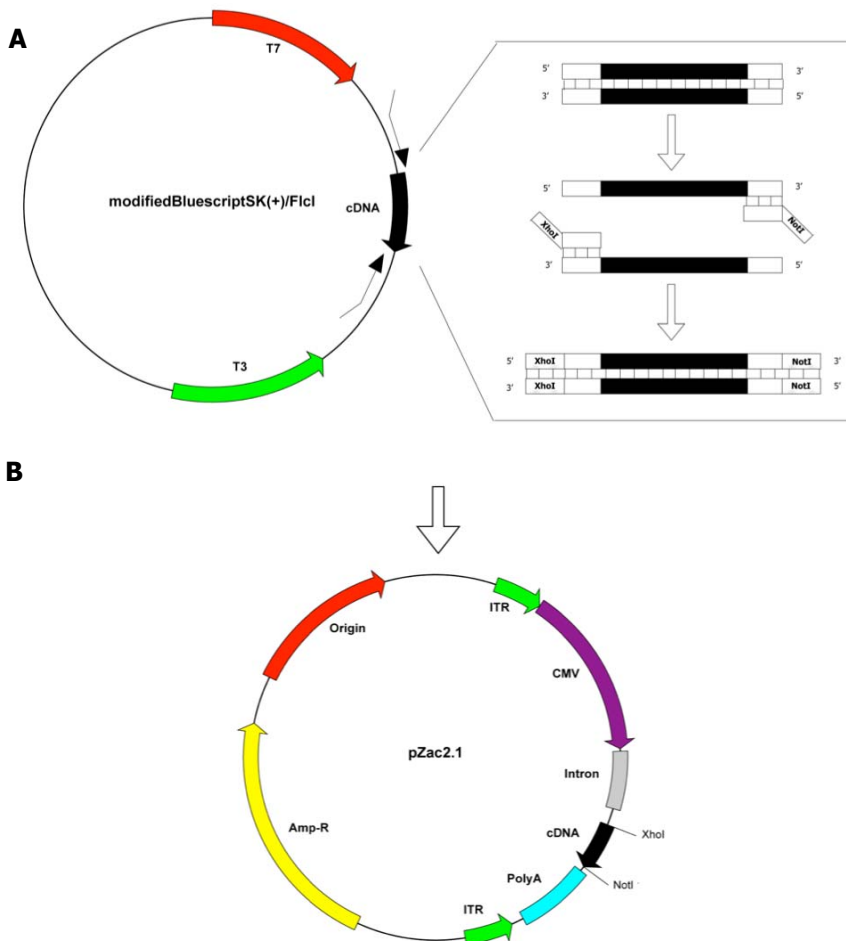 A
T7
modifiedBluescriptSK(+)/FlcI
cDNA
T3
5' 3'
3' 5'
5' 3'
XhoI NotI
3' 5'
5' XhoI NotI 3'
3' XhoI NotI 5'
B
ITR
Origin
CMV
pZac2.1
Intron
cDNA
XhoI
Amp-R
PolyA
NotI
ITR